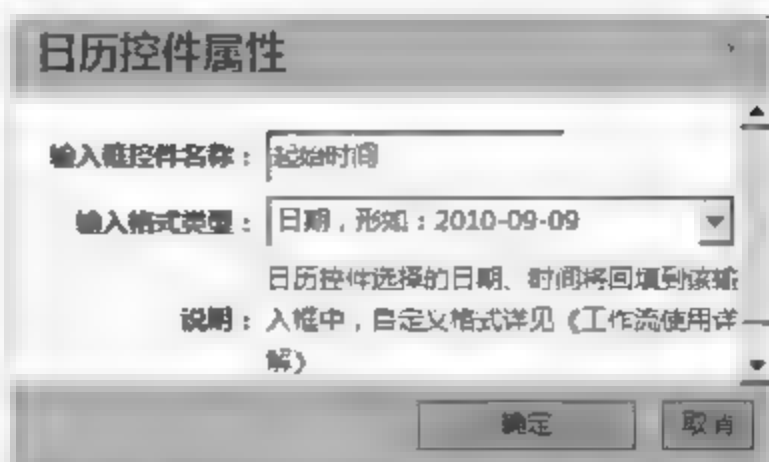 日历控件属性
输入框控件名称：起始时间
输入格式类型：日期，形如：2010-09-09
日历控件选择的日期、时间将回填到该输
说明：入框中，自定义格式详见《工作流使用详
解》
确定 取消